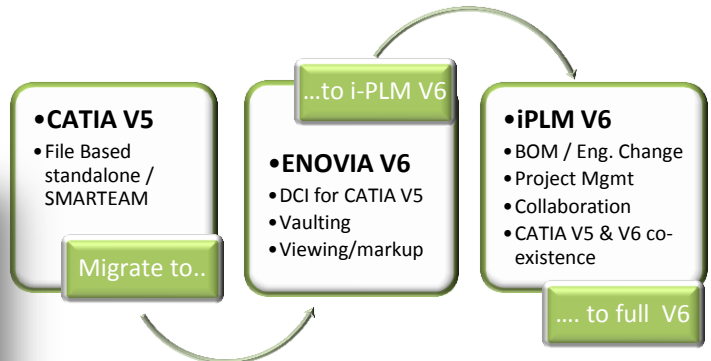 •CATIA V5
•File Based
standalone /
SMARTEAM
Migrate to..
...to i-PLM V6
•ENOVIA V6
•DCI for CATIA V5
•Vaulting
•Viewing/markup
•iPLM V6
•BOM / Eng. Change
•Project Mgmt
•Collaboration
•CATIA V5 & V6 co-
existence
.... to full V6